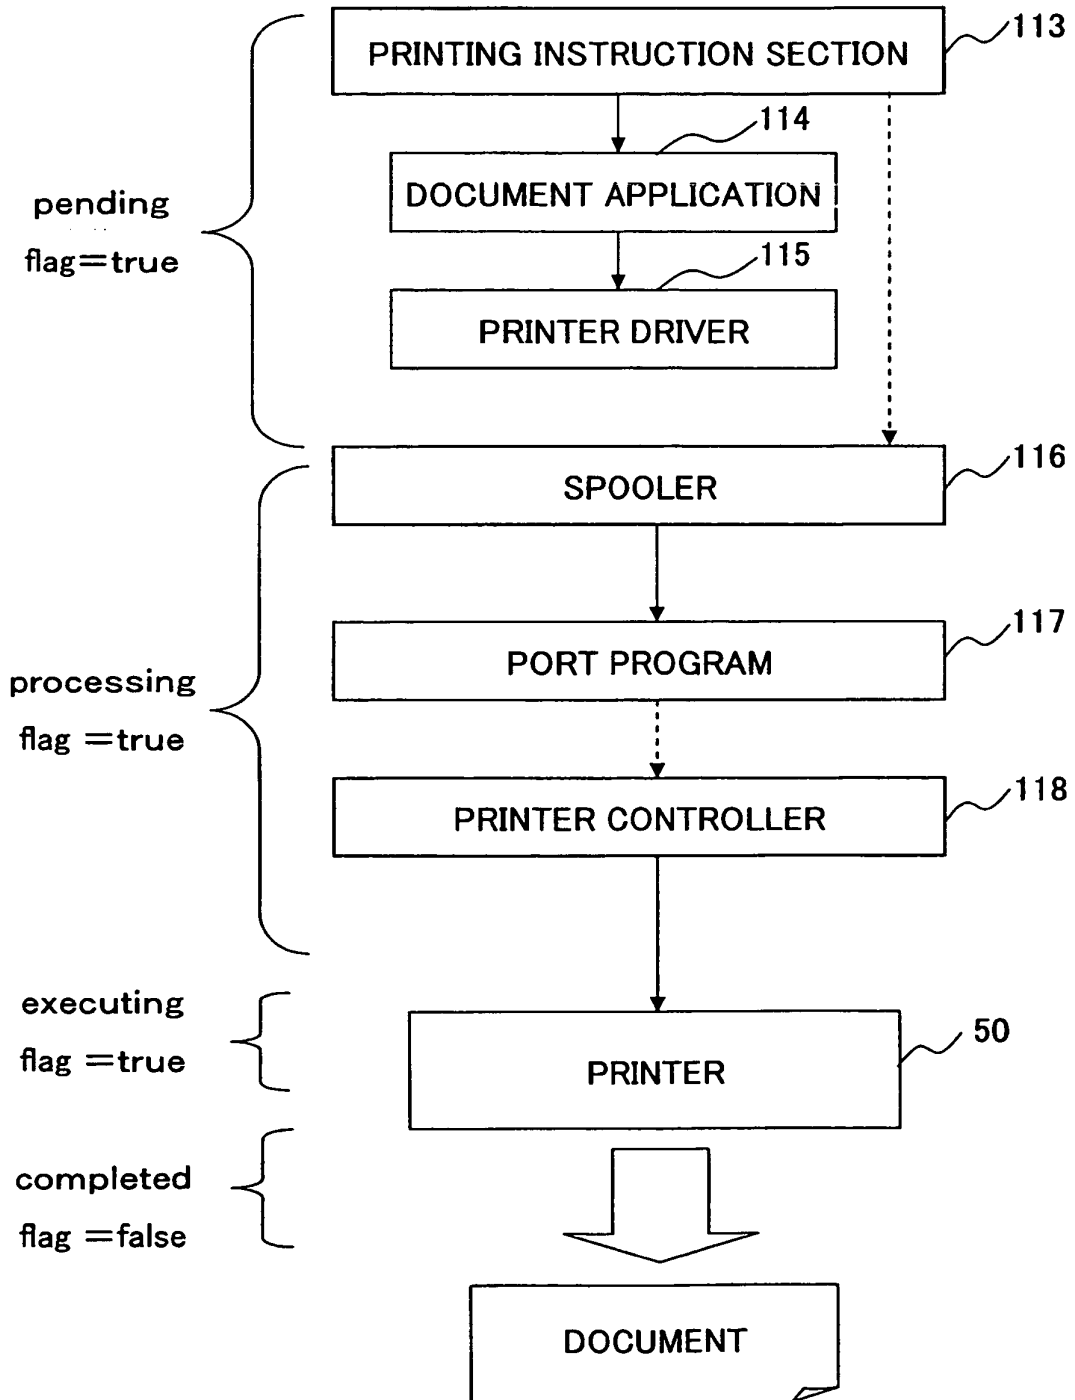 PRINTING INSTRUCTION SECTION
113
114
DOCUMENT APPLICATION
pending
flag=true
115
PRINTER DRIVER
116
SPOOLER
117
PORT PROGRAM
processing
flag =true
118
PRINTER CONTROLLER
executing
flag =true
50
PRINTER
completed
flag =false
DOCUMENT